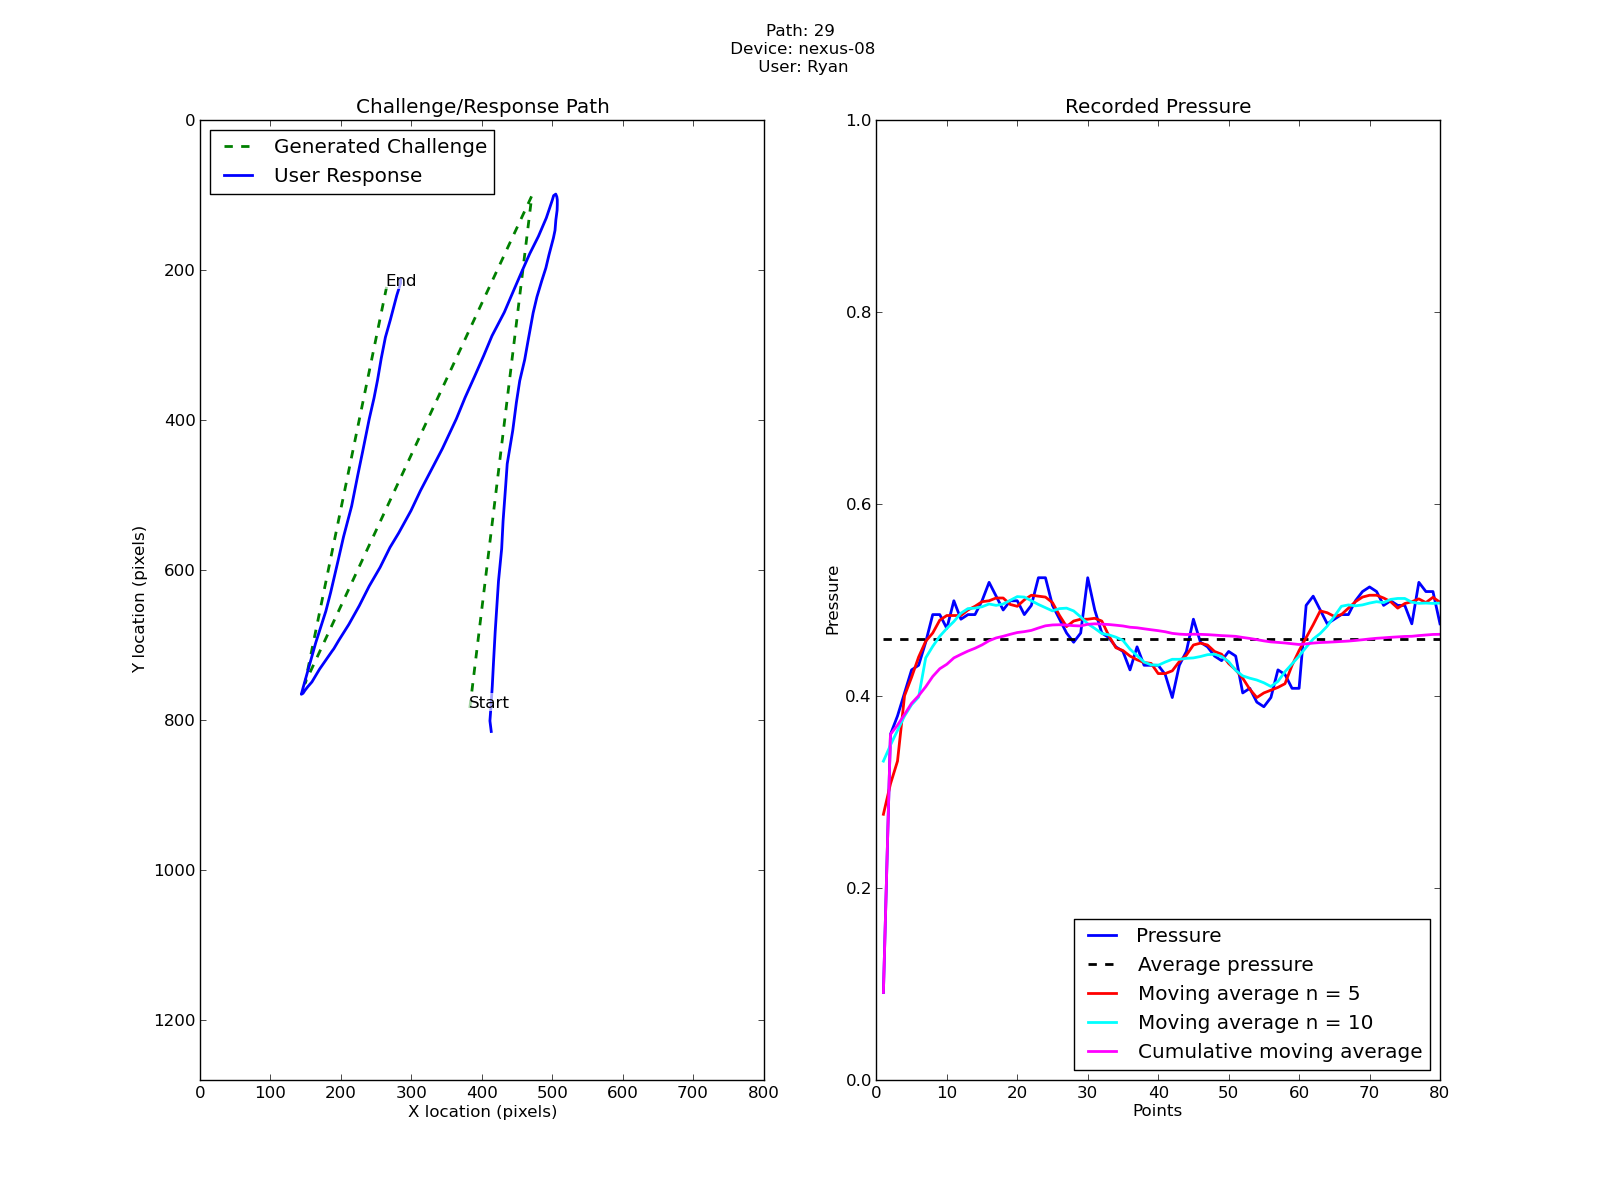 Path: 29
Device: nexus-08
User: Ryan
Challenge/Response Path
Generated Challenge
User Response
End
Start
0
200
400
600
800
1000
1200
Y location (pixels)
0 100 200 300 400 500 600 700 800
X location (pixels)
Recorded Pressure
1.0
0.8
0.6
0.4
0.2
0.0
Pressure
Pressure
Average pressure
Moving average n = 5
Moving average n = 10
Cumulative moving average
0 10 20 30 40 50 60 70 80
Points